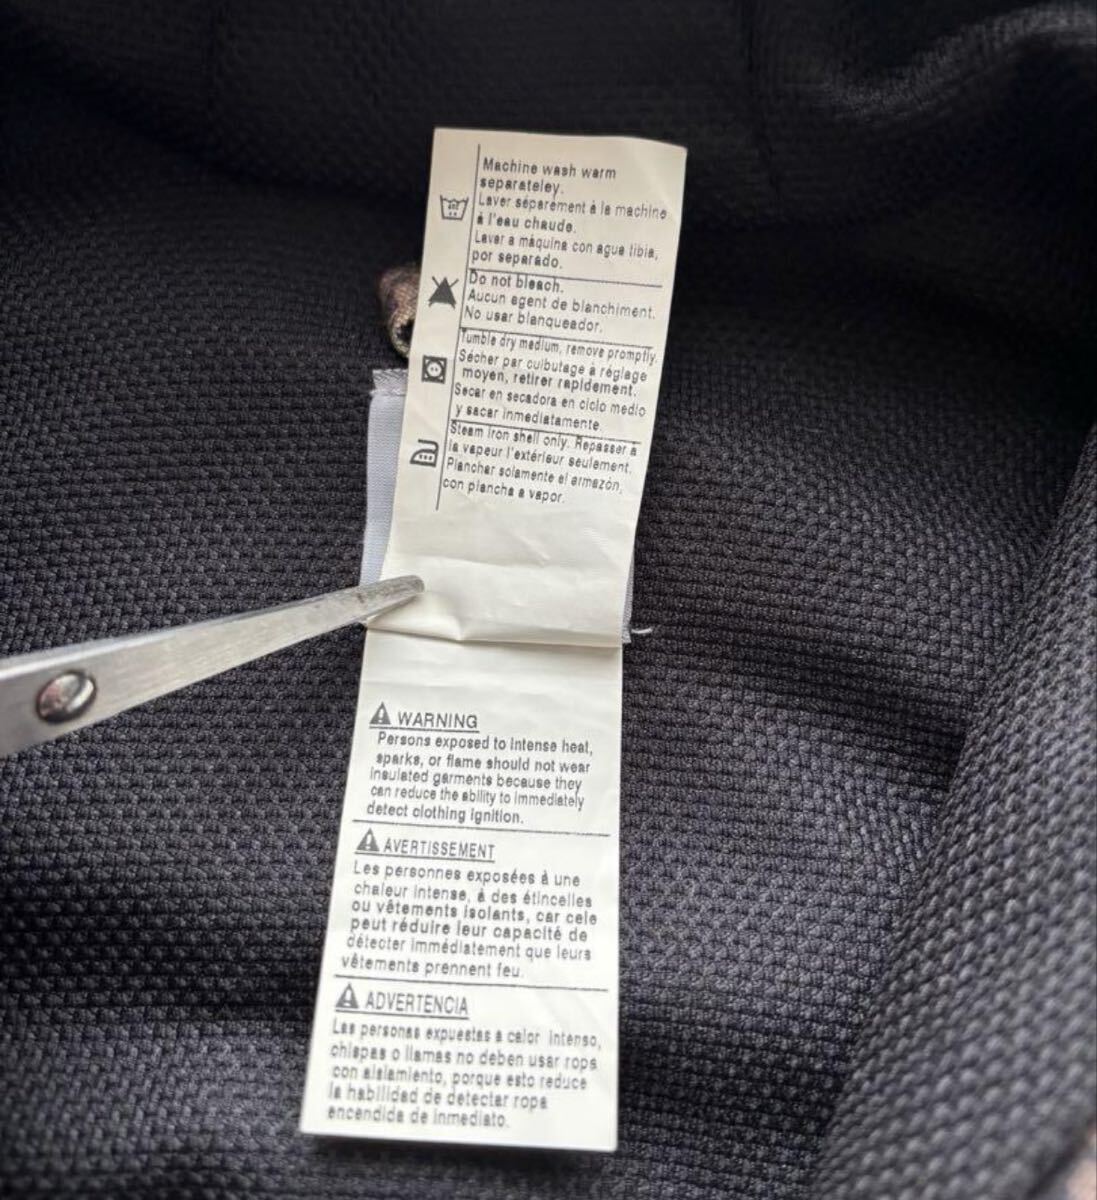 Machine wash warm
separateley.
Laver séparément à la machine
à l'eau chaude.
Lavar a máquina con agua tibia,
por separado.
Do not bleach.
Aucun agent de blanchiment.
No usar blanqueador.
Tumble dry medium, remove promptly.
Sécher par culbutage à réglage
moyen, retirer rapidement.
Secar en secadora en ciclo medio
y sacar inmediatamente.
Steam iron shell only. Repasser a
la vapeur l'extérieur seulement.
Planchar solamente el armazòn,
con plancha a vapor.
WARNING
Persons exposed to intense heat,
sparks, or flame should not wear
insulated garments because they
can reduce the ability to immediately
detect clothing ignition.
AVERTISSEMENT
Les personnes exposées à une
chaleur intense, à des étincelles
ou vêtements isolants, car cele
peut réduire leur capacité de
détecter immédiatement que leurs
vêtements prennent feu.
ADVERTENCIA
Las personas expuestas a calor intenso,
chispas o llamas no deben usar ropa
con aislamiento, porque esto reduce
la habilidad de detectar ropa
encendida de inmediato.